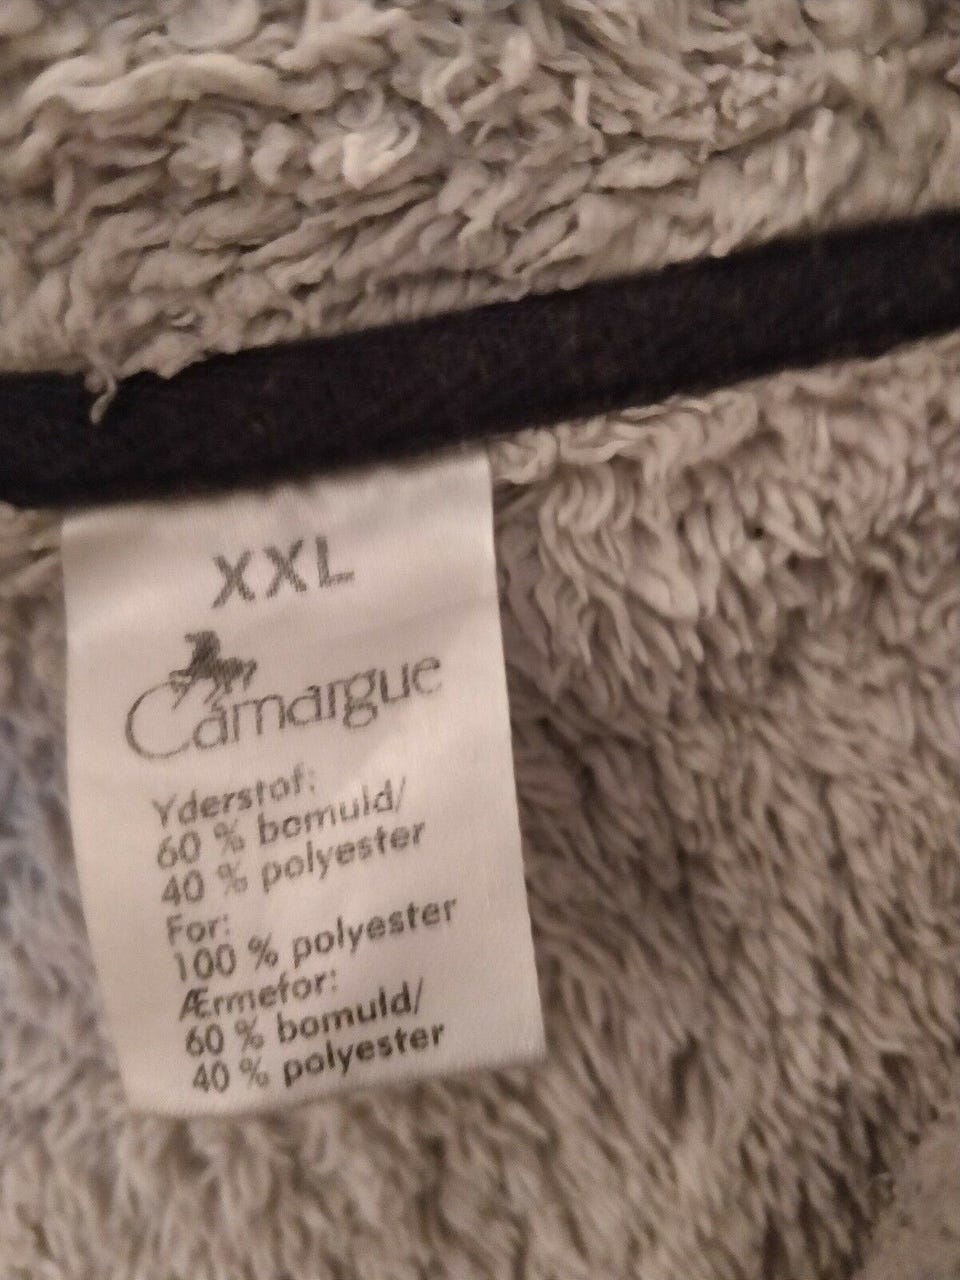 XXL
Camargue
Yderstof:
60 % bomuld/
40 % polyester
For:
100 % polyester
Ærmefor:
60 % bomuld/
40 % polyester